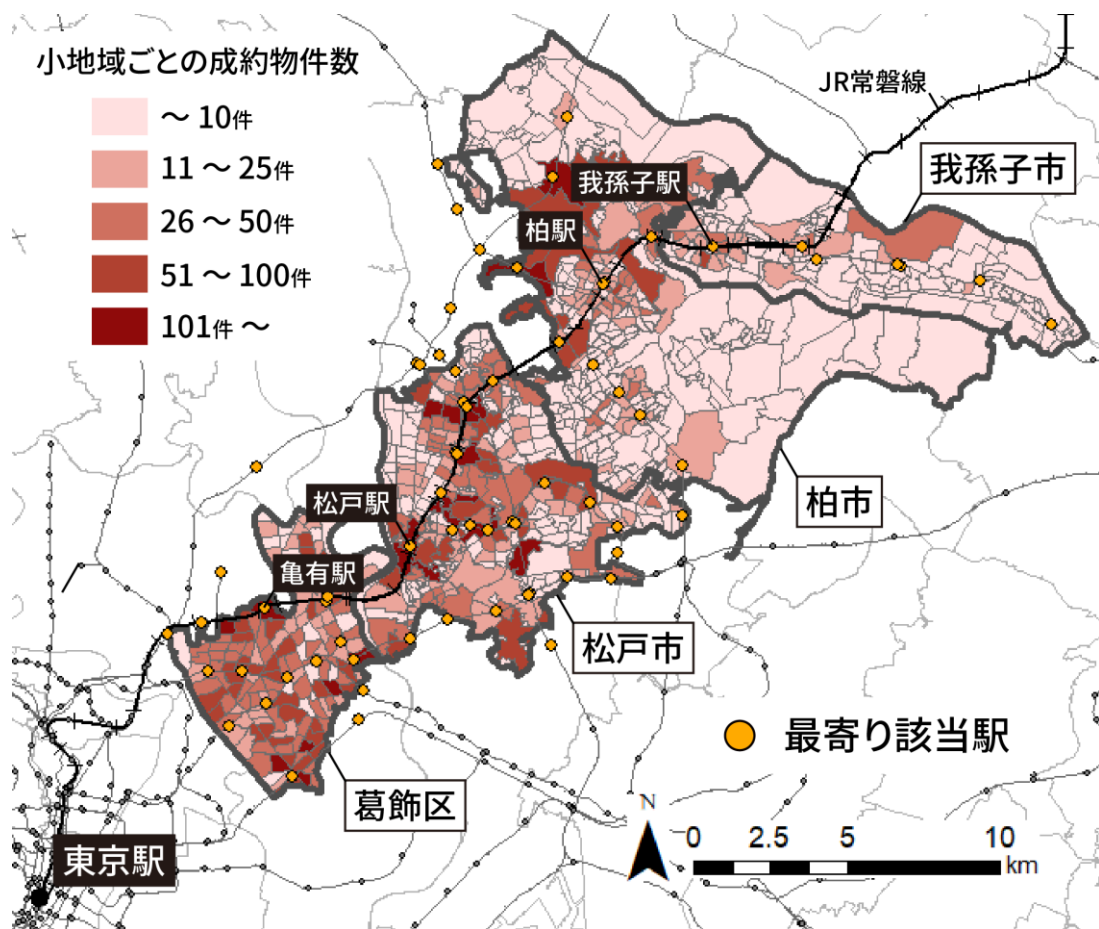 小地域ごとの成約物件数
～ 10件
11 ～ 25件
26 ～ 50件
51 ～ 100件
101件 ～
JR常磐線
我孫子市
我孫子駅
柏駅
柏市
松戸駅
亀有駅
松戸市
最寄り該当駅
葛飾区
東京駅
N
0 2.5 5 10
km